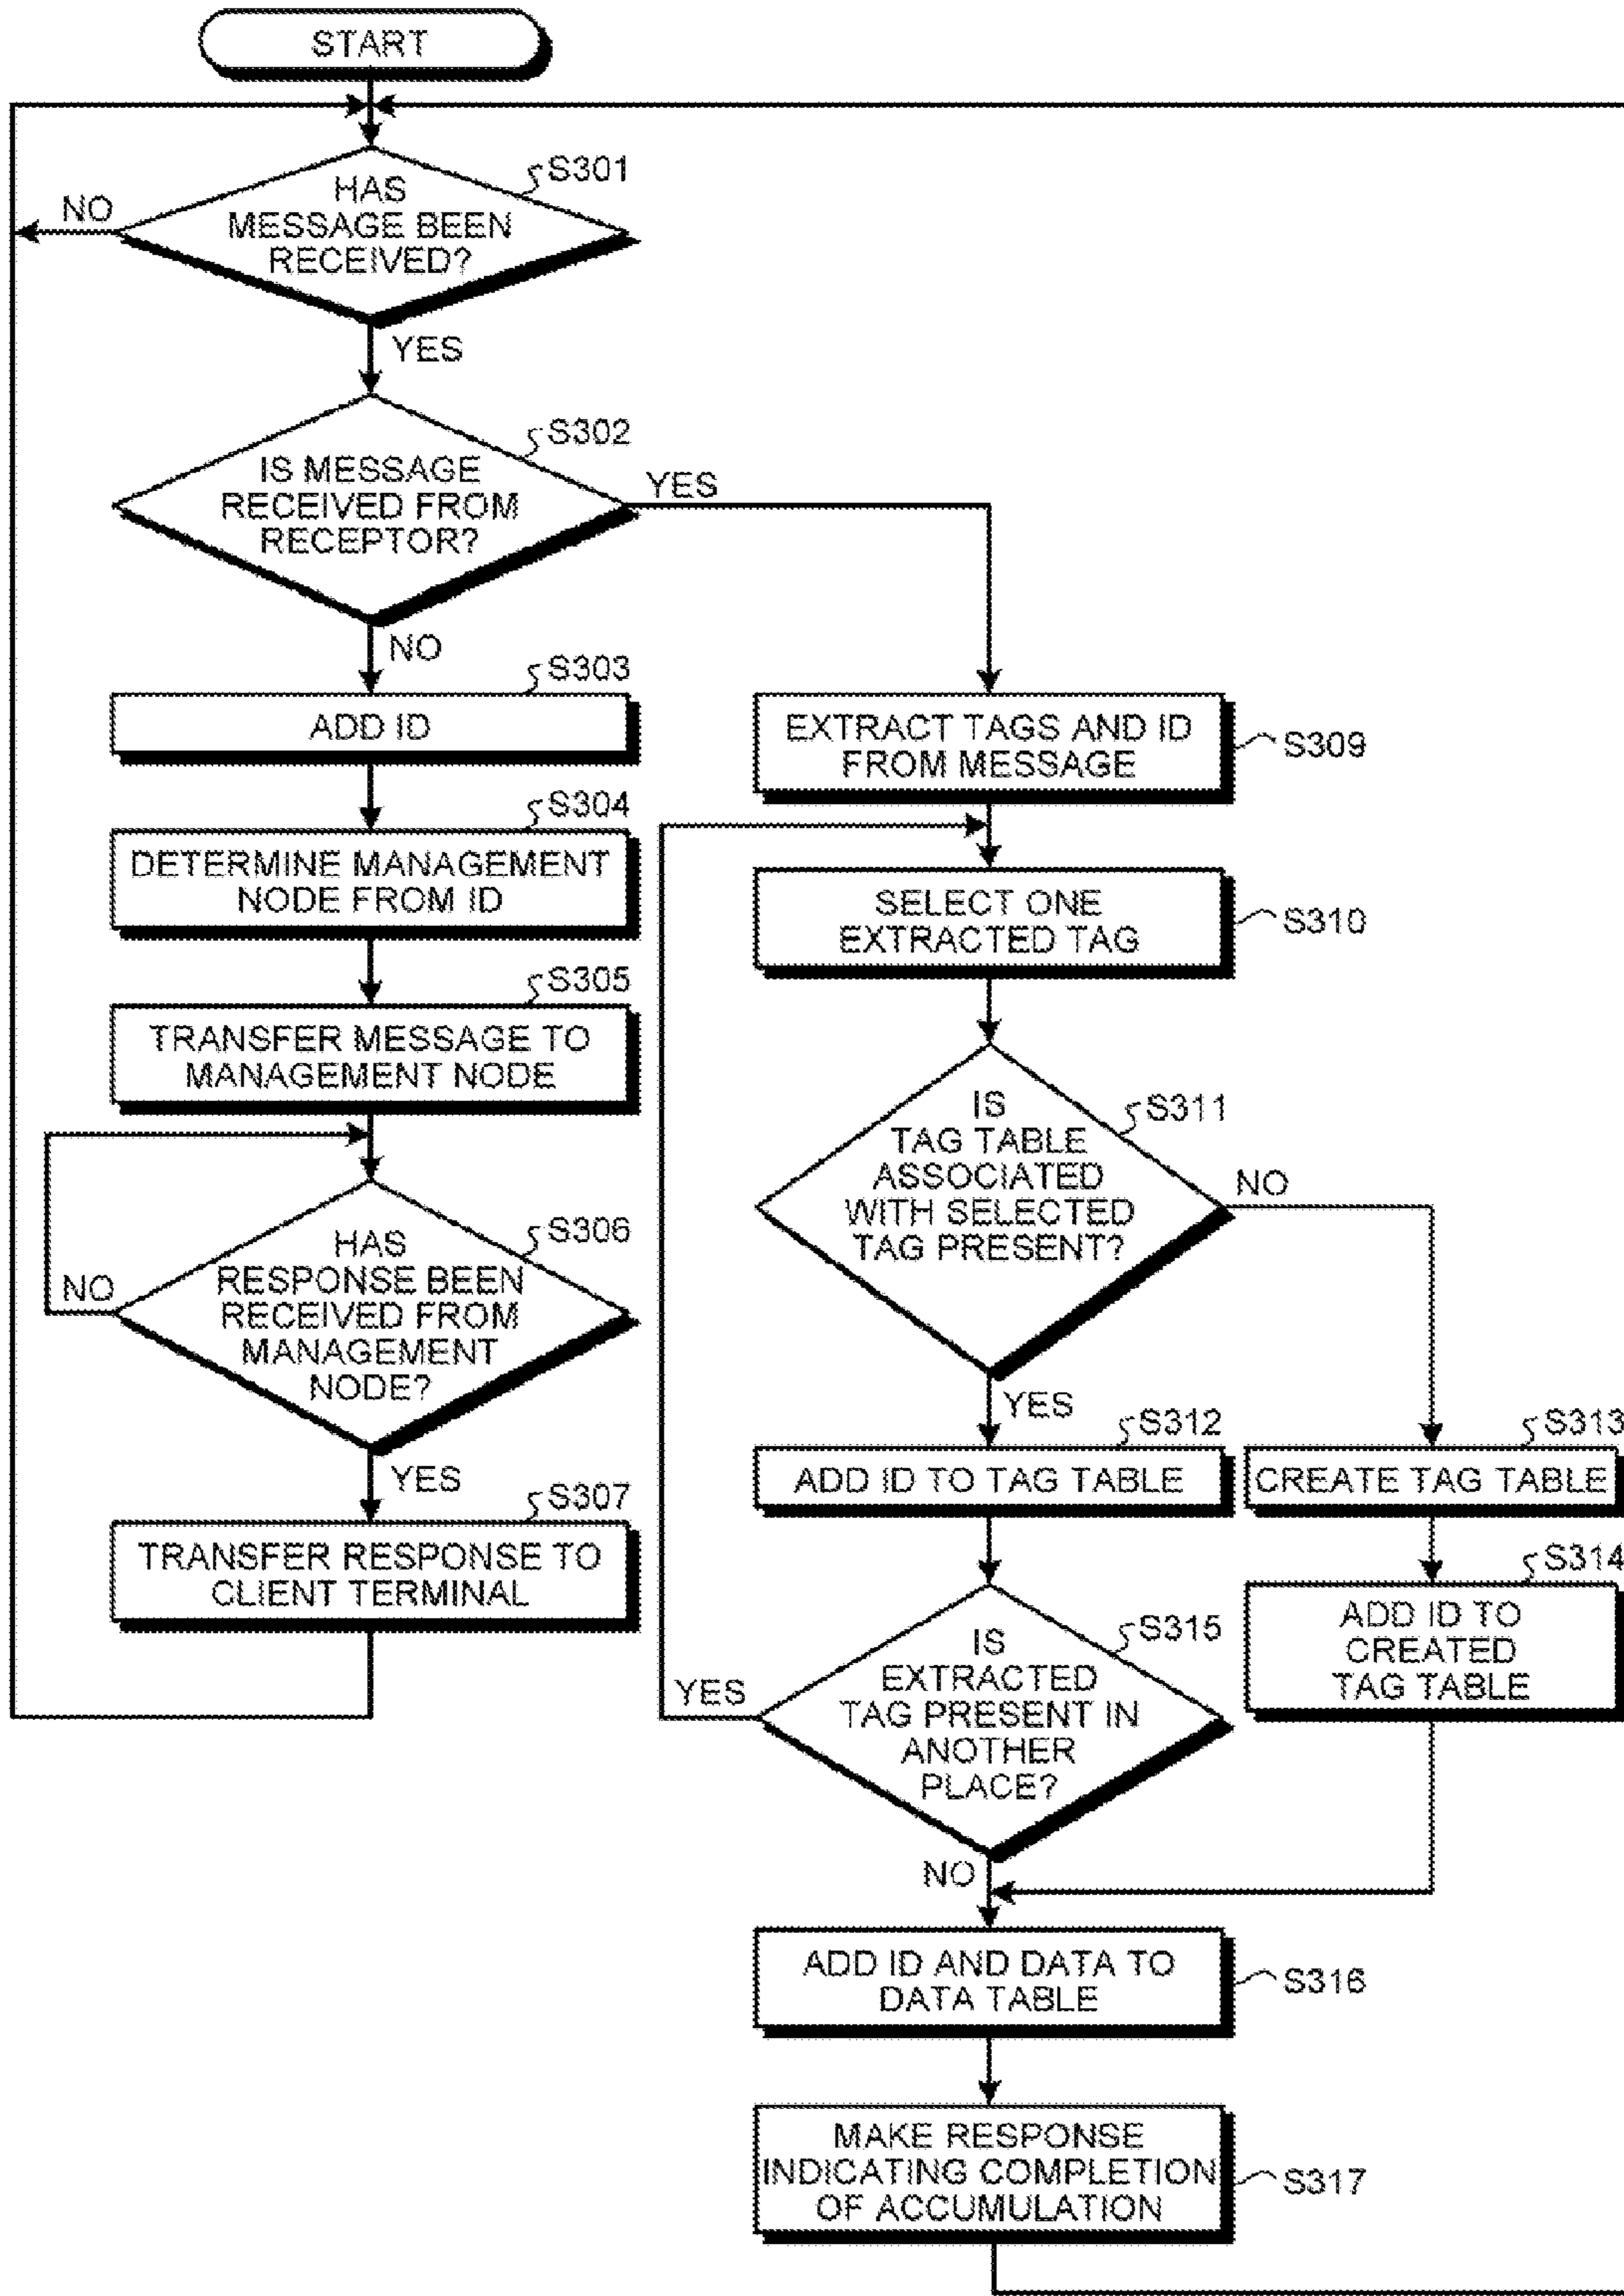 START
S301
HAS
MESSAGE BEEN
RECEIVED?
NO
YES
S302
IS MESSAGE
RECEIVED FROM
RECEPTOR?
YES
NO
S303
ADD ID
S304
DETERMINE MANAGEMENT
NODE FROM ID
S305
TRANSFER MESSAGE TO
MANAGEMENT NODE
S306
HAS
RESPONSE BEEN
RECEIVED FROM
MANAGEMENT
NODE?
NO
YES
S307
TRANSFER RESPONSE TO
CLIENT TERMINAL
EXTRACT TAGS AND ID
FROM MESSAGE
S309
SELECT ONE
EXTRACTED TAG
S310
S311
IS
TAG TABLE
ASSOCIATED
WITH SELECTED
TAG PRESENT?
NO
YES
S312
ADD ID TO TAG TABLE
S313
CREATE TAG TABLE
S314
ADD ID TO
CREATED
TAG TABLE
S315
IS
EXTRACTED
TAG PRESENT IN
ANOTHER
PLACE?
YES
NO
ADD ID AND DATA TO
DATA TABLE
S316
MAKE RESPONSE
INDICATING COMPLETION
OF ACCUMULATION
S317